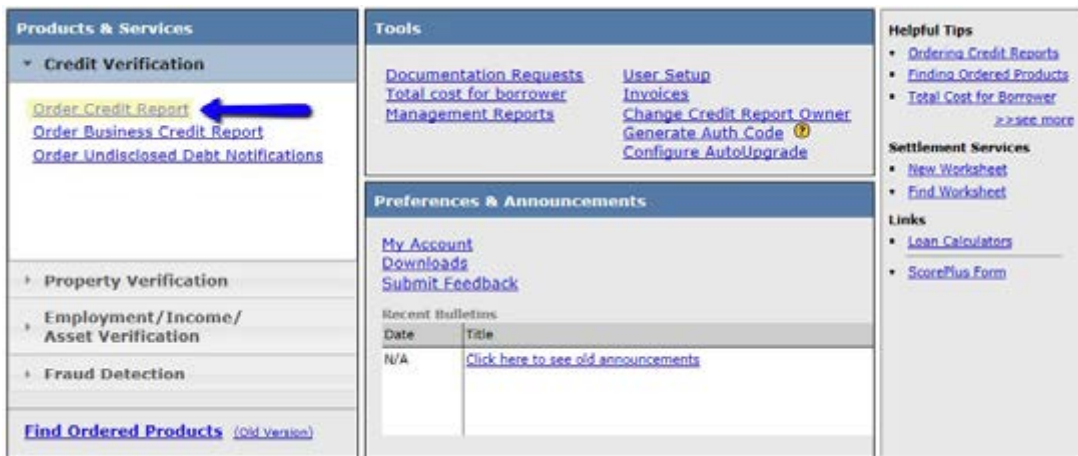 Products & Services
Credit Verification
Order Credit Report
Order Business Credit Report
Order Undisclosed Debt Notifications
Property Verification
Employment/Income/
Asset Verification
Fraud Detection
Find Ordered Products (Old Version)
Tools
Documentation Requests
Total cost for borrower
Management Reports
User Setup
Invoices
Change Credit Report Owner
Generate Auth Code ?
Configure AutoUpgrade
Preferences & Announcements
My Account
Downloads
Submit Feedback
Recent Bulletins
Date Title
N/A Click here to see old announcements
Helpful Tips
• Ordering Credit Reports
• Finding Ordered Products
• Total Cost for Borrower
>>see more
Settlement Services
• New Worksheet
• Find Worksheet
Links
• Loan Calculators
• ScorePlus Form